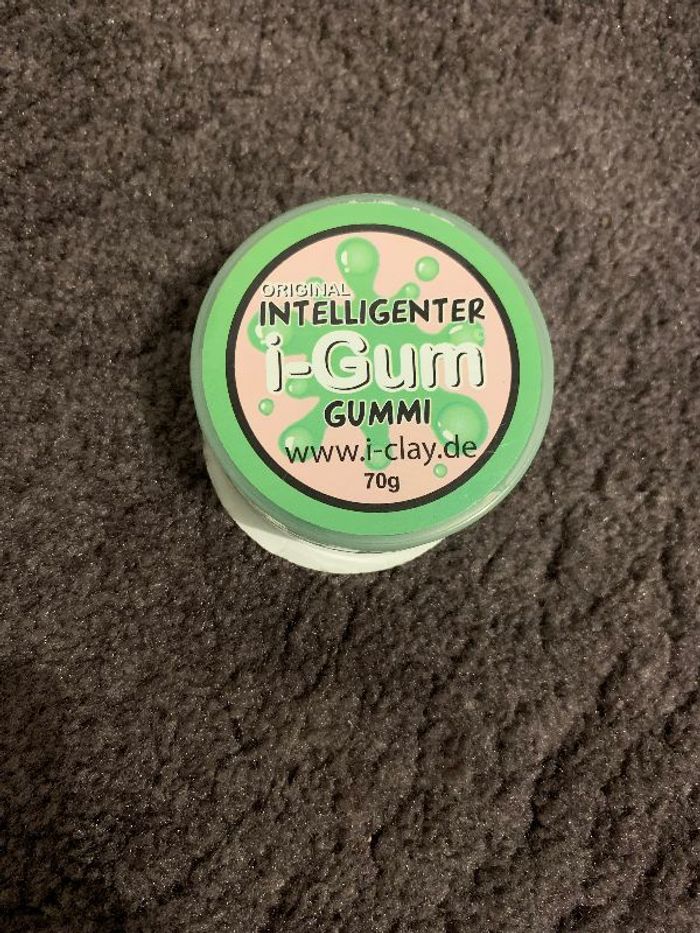 ORIGINAL
INTELLIGENTER
i-Gum
GUMMI
www.i-clay.de
70g